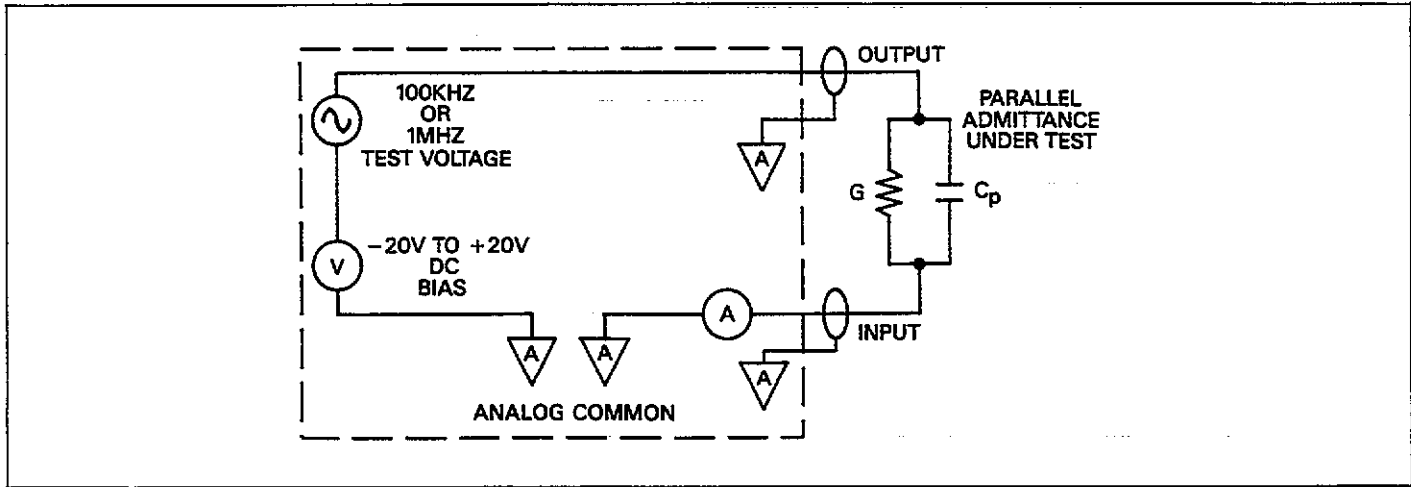 OUTPUT
100KHZ
OR
1MHZ
TEST VOLTAGE
PARALLEL
ADMITTANCE
UNDER TEST
A
G
Cp
V
−20V TO +20V
DC
BIAS
A
INPUT
A
A
A
ANALOG COMMON